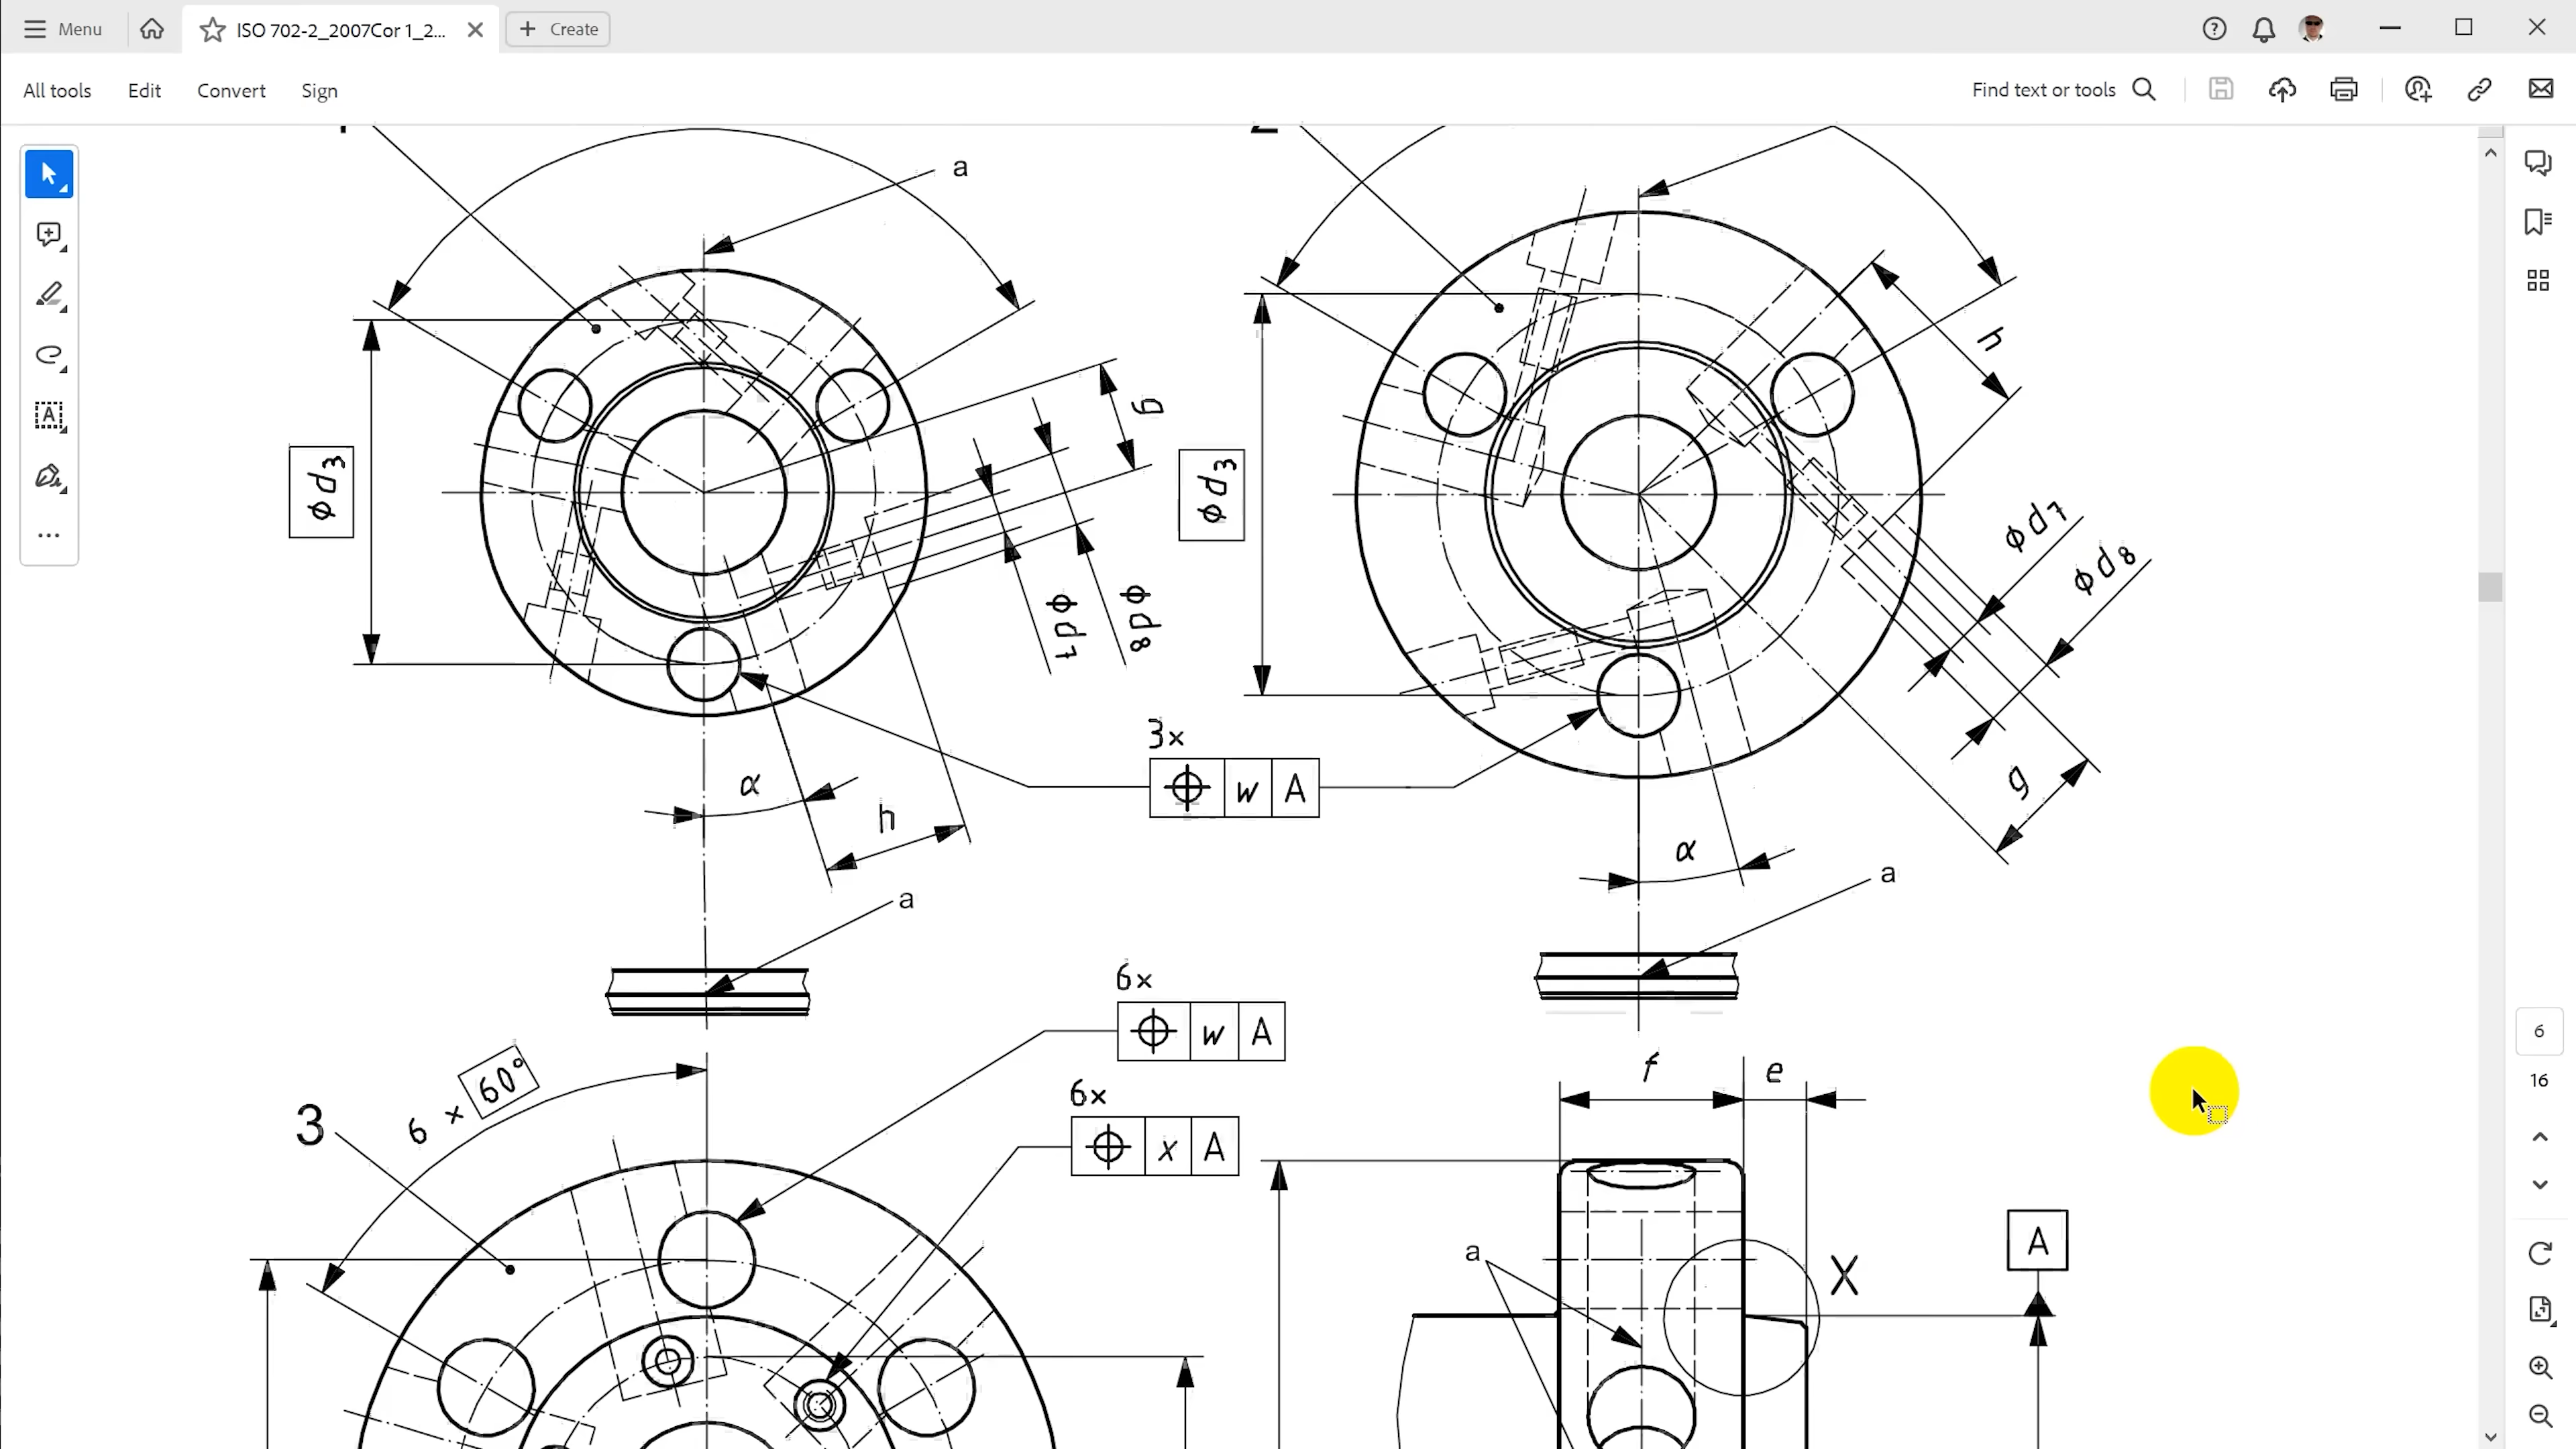 Menu
ISO 702-2_2007Cor 1_2...
Create
All tools
Edit
Convert
Sign
Find text or tools
a
g
h
φd3
φd3
φd7
φd8
φd7
φd8
3x
w A
α
h
g
α
a
a
6x
w A
6x
x A
6 × 60°
3
f
e
a
X
A
6
16